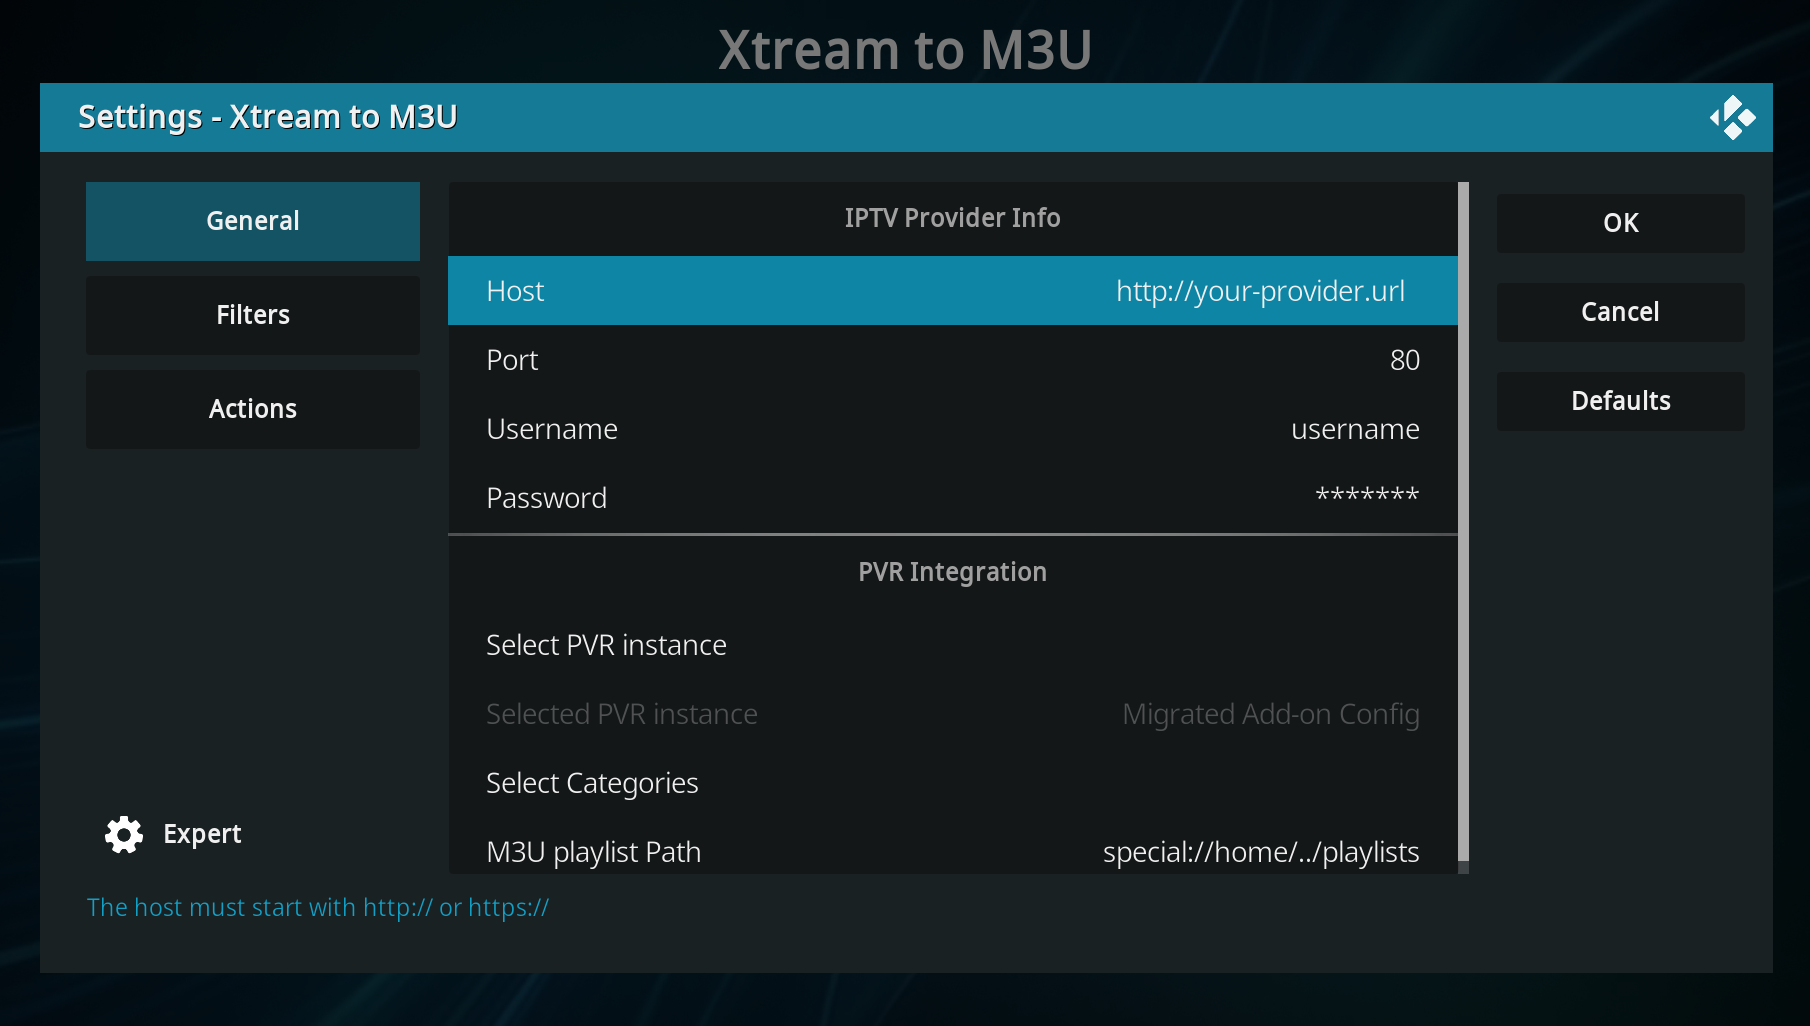 Xtream to M3U
Settings - Xtream to M3U
General
Filters
Actions
IPTV Provider Info
Host http://your-provider.url
Port 80
Username username
Password *******
PVR Integration
Select PVR instance
Selected PVR instance Migrated Add-on Config
Select Categories
M3U playlist Path special://home/../playlists
OK
Cancel
Defaults
Expert
The host must start with http:// or https://